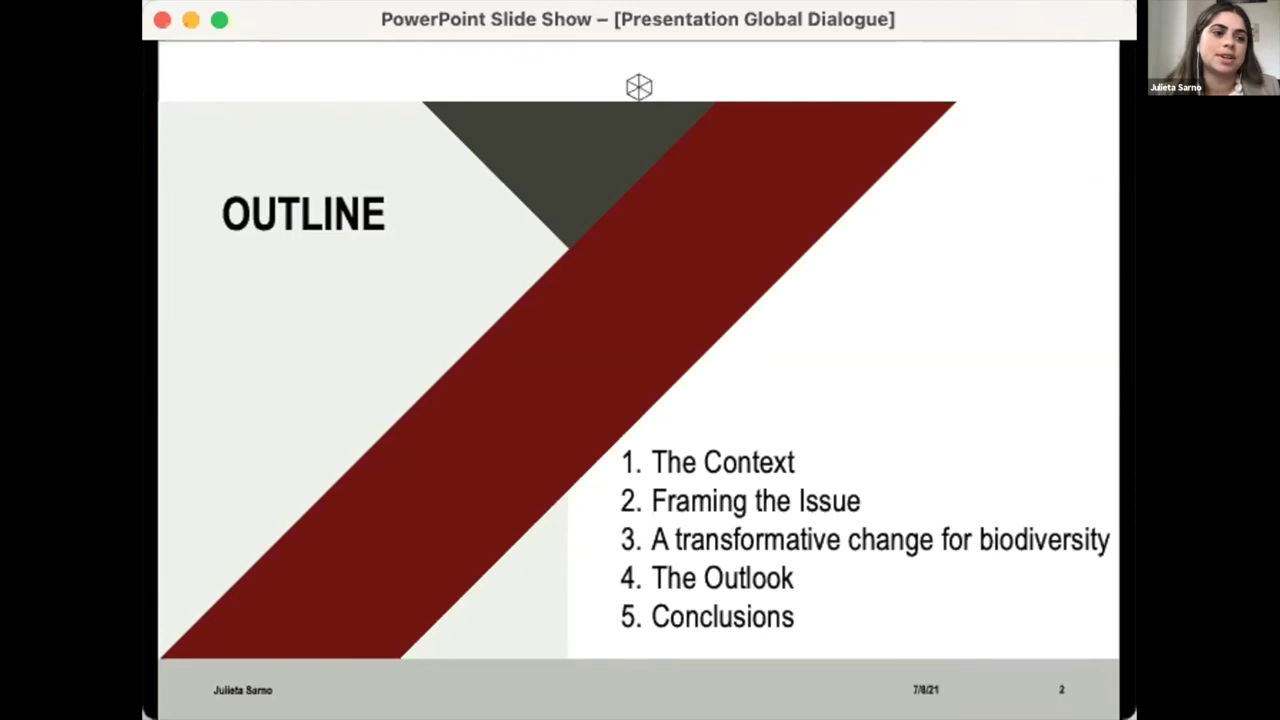 PowerPoint Slide Show – [Presentation Global Dialogue]
Julieta Sarno
OUTLINE
1. The Context
2. Framing the Issue
3. A transformative change for biodiversity
4. The Outlook
5. Conclusions
Julieta Sarno
7/8/21
2